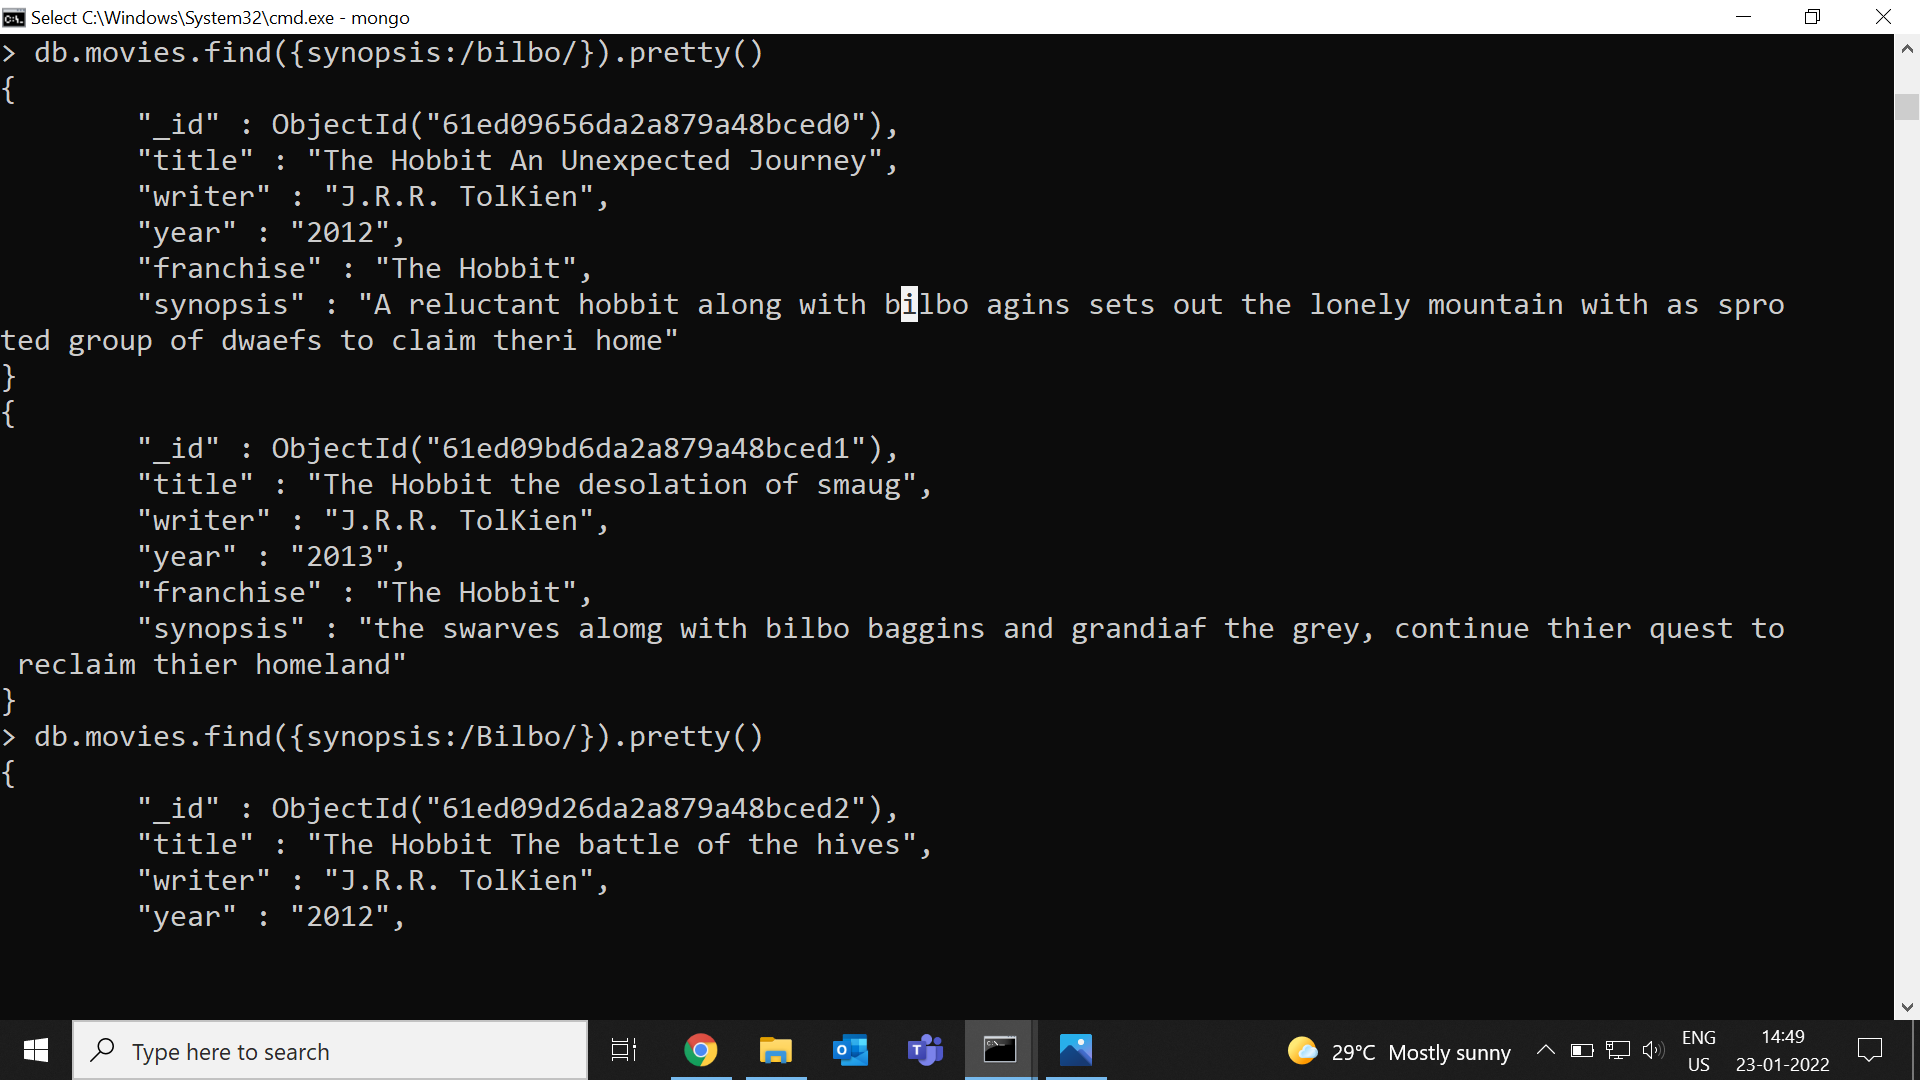 Select C:\Windows\System32\cmd.exe - mongo
> db.movies.find({synopsis:/bilbo/}).pretty()
{
"_id" : ObjectId("61ed09656da2a879a48bced0"),
"title" : "The Hobbit An Unexpected Journey",
"writer" : "J.R.R. TolKien",
"year" : "2012",
"franchise" : "The Hobbit",
"synopsis" : "A reluctant hobbit along with bilbo agins sets out the lonely mountain with as spro
ted group of dwaefs to claim theri home"
}
{
"_id" : ObjectId("61ed09bd6da2a879a48bced1"),
"title" : "The Hobbit the desolation of smaug",
"writer" : "J.R.R. TolKien",
"year" : "2013",
"franchise" : "The Hobbit",
"synopsis" : "the swarves alomg with bilbo baggins and grandiaf the grey, continue thier quest to
reclaim thier homeland"
}
> db.movies.find({synopsis:/Bilbo/}).pretty()
{
"_id" : ObjectId("61ed09d26da2a879a48bced2"),
"title" : "The Hobbit The battle of the hives",
"writer" : "J.R.R. TolKien",
"year" : "2012",
Type here to search
29°C Mostly sunny
ENG
US
14:49
23-01-2022